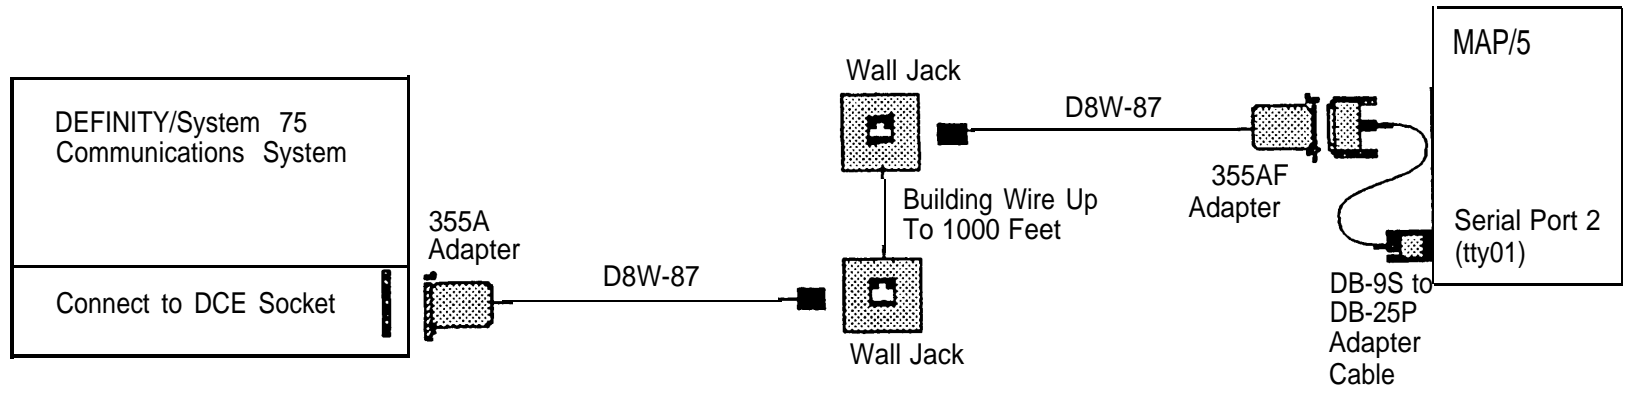 DEFINITY/System 75
Communications System
Connect to DCE Socket
355A
Adapter
D8W-87
Wall Jack
Building Wire Up
To 1000 Feet
Wall Jack
D8W-87
355AF
Adapter
MAP/5
Serial Port 2
(tty01)
DB-9S to
DB-25P
Adapter
Cable